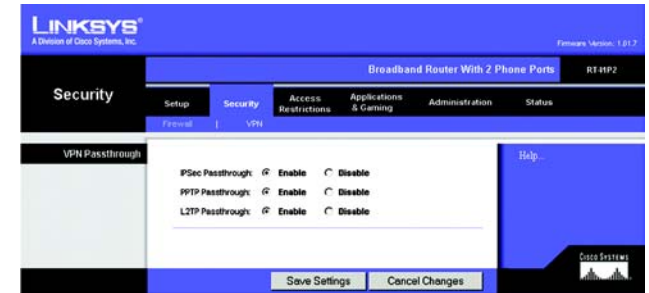 LINKSYS®
A Division of Cisco Systems, Inc.
Firmware Version: 1.01.7
Broadband Router With 2 Phone Ports
RT41P2
Security
Setup
Security
Access Restrictions
Applications & Gaming
Administration
Status
Firewall | VPN
VPN Passthrough
Help...
IPSec Passthrough: Enable Disable
PPTP Passthrough: Enable Disable
L2TP Passthrough: Enable Disable
CISCO SYSTEMS
Save Settings
Cancel Changes